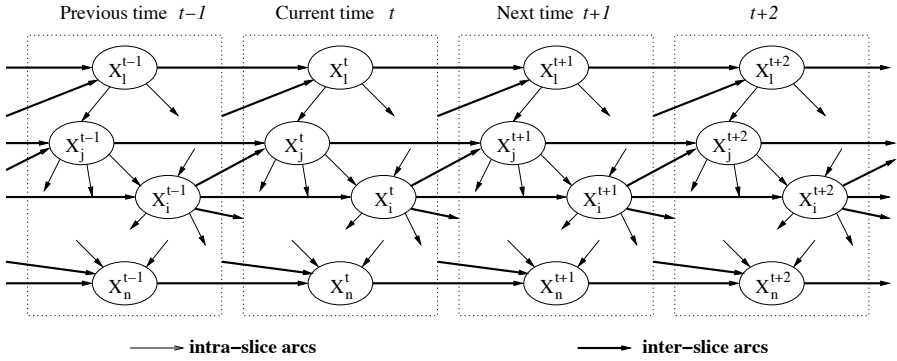 Previous time t−1 Current time t Next time t+1 t+2
X_l^{t−1} X_l^t X_l^{t+1} X_l^{t+2}
X_j^{t−1} X_j^t X_j^{t+1} X_j^{t+2}
X_i^{t−1} X_i^t X_i^{t+1} X_i^{t+2}
X_n^{t−1} X_n^t X_n^{t+1} X_n^{t+2}
intra−slice arcs inter−slice arcs